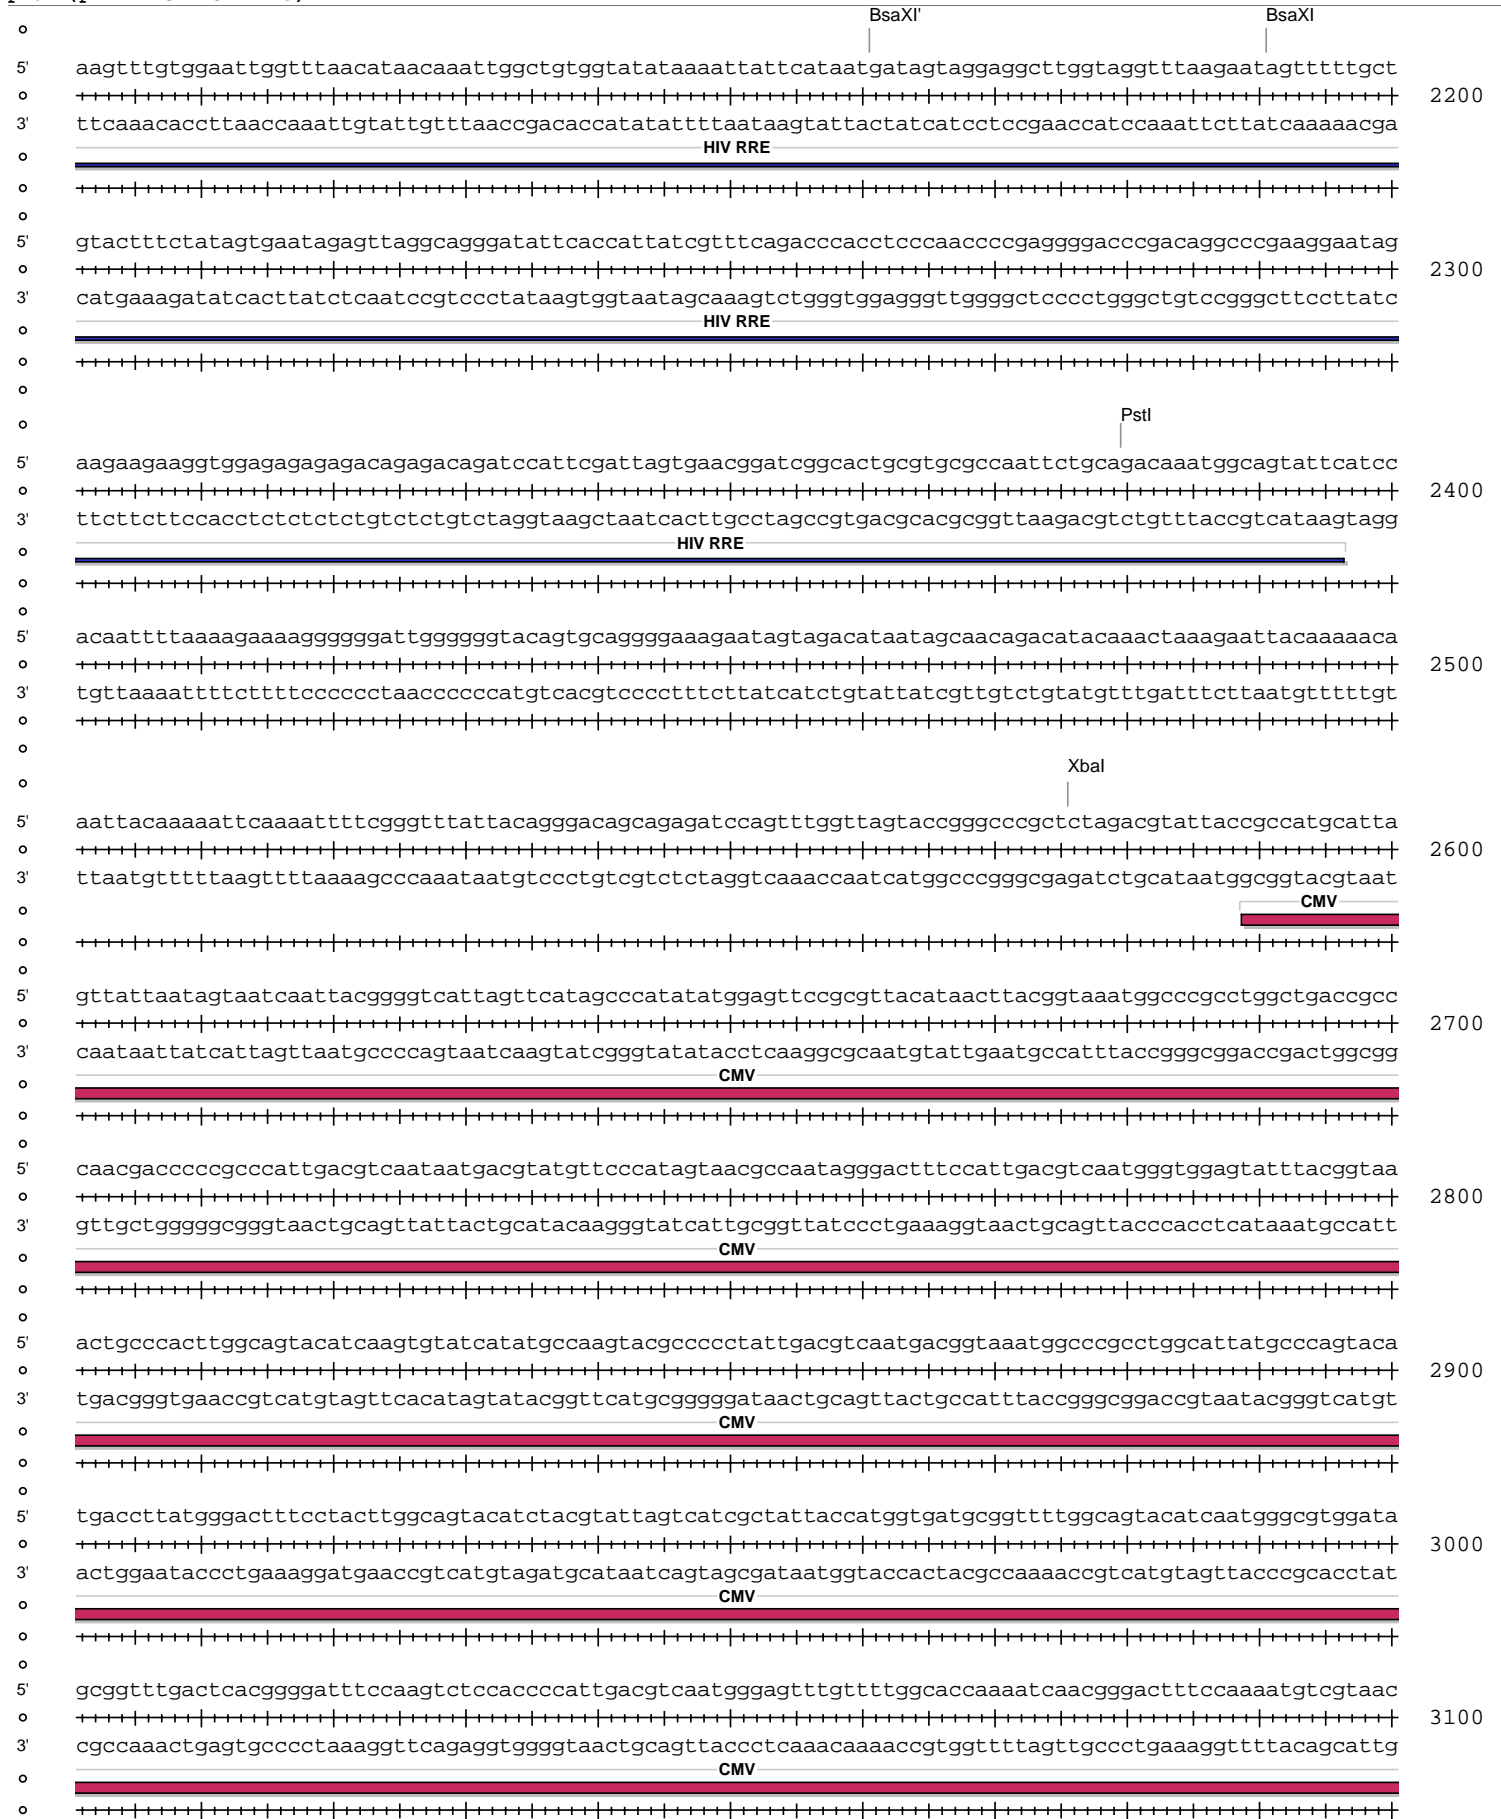 BsaXI' BsaXI
5' aagtttgtggaattggtttaacataacaaattggctgtggtatataaaattattcataatgatagtaggaggcttggtaggtttaagaatagtttttgct
2200
3' ttcaaacaccttaaccaaattgtattgtttaaccgacaccatatattttaataagtattactatcatcctccgaaccatccaaattcttatcaaaaacga
HIV RRE
5' gtactttctatagtgaatagagttaggcagggatattcaccattatcgtttcagacccacctcccaaccccgaggggacccgacaggcccgaaggaatag
2300
3' catgaaagatatcacttatctcaatccgtccctataagtggtaatagcaaagtctgggtggagggttggggctcccctgggctgtccgggcttccttatc
HIV RRE
PstI
5' aagaagaaggtggagagagagacagagacagatccattcgattagtgaacggatcggcactgcgtgcgccaattctgcagacaaatggcagtattcatcc
2400
3' ttcttcttccacctctctctctgtctctgtctaggtaagctaatcacttgcctagccgtgacgcacgcggttaagacgtctgtttaccgtcataagtagg
HIV RRE
5' acaattttaaaagaaaaggggggattggggggtacagtgcaggggaaagaatagtagacataatagcaacagacatacaaactaaagaattacaaaaaca
2500
3' tgttaaaattttcttttccccccctaaccccccatgtcacgtcccctttcttatcatctgtattatcgttgtctgtatgtttgatttcttaatgtttttgt
XbaI
5' aattacaaaaattcaaaattttcgggtttattacagggacagcagagatccagtttggttagtaccgggcccgctctagacgtattaccgccatgcatta
2600
3' ttaatgtttttaagttttaaaagcccaaataatgtccctgtcgtctctaggtcaaaccaatcatggcccgggcgagatctgcataatggcggtacgtaat
CMV
5' gttattaatagtaatcaattacggggtcattagttcatagcccatatatggagttccgcgttacataacttacggtaaatggcccgcctggctgaccgcc
2700
3' caataattatcattagttaatgccccagtaatcaagtatcgggtatatacctcaaggcgcaatgtattgaatgccatttaccgggcggaccgactggcgg
CMV
5' caacgacccccgcccattgacgtcaataatgacgtatgttcccatagtaacgccaatagggactttccattgacgtcaatgggtggagtatttacggtaa
2800
3' gttgctgggggcgggtaactgcagttattactgcatacaagggtatcattgcggttatccctgaaaggtaactgcagttacccacctcataaatgccatt
CMV
5' actgcccacttggcagtacatcaagtgtatcatatgccaagtacgccccctattgacgtcaatgacggtaaatggcccgcctggcattatgcccagtaca
2900
3' tgacgggtgaaccgtcatgtagttcacatagtatacggttcatgcgggggataactgcagttactgccatttaccgggcggaccgtaatacgggtcatgt
CMV
5' tgaccttatgggactttcctacttggcagtacatctacgtattagtcatcgctattaccatggtgatgcggttttggcagtacatcaatgggcgtggata
3000
3' actggaataccctgaaaggatgaaccgtcatgtagatgcataatcagtagcgataatggtaccactacgccaaaaccgtcatgtagttacccgcacctat
CMV
5' gcggtttgactcacggggatttccaagtctccaccccattgacgtcaatgggagtttgttttggcaccaaaatcaacgggactttccaaaatgtcgtaac
3100
3' cgccaaactgagtgcccctaaaggttcagaggtggggtaactgcagttaccctcaaacaaaaccgtggttttagttgccctgaaaggttttacagcattg
CMV